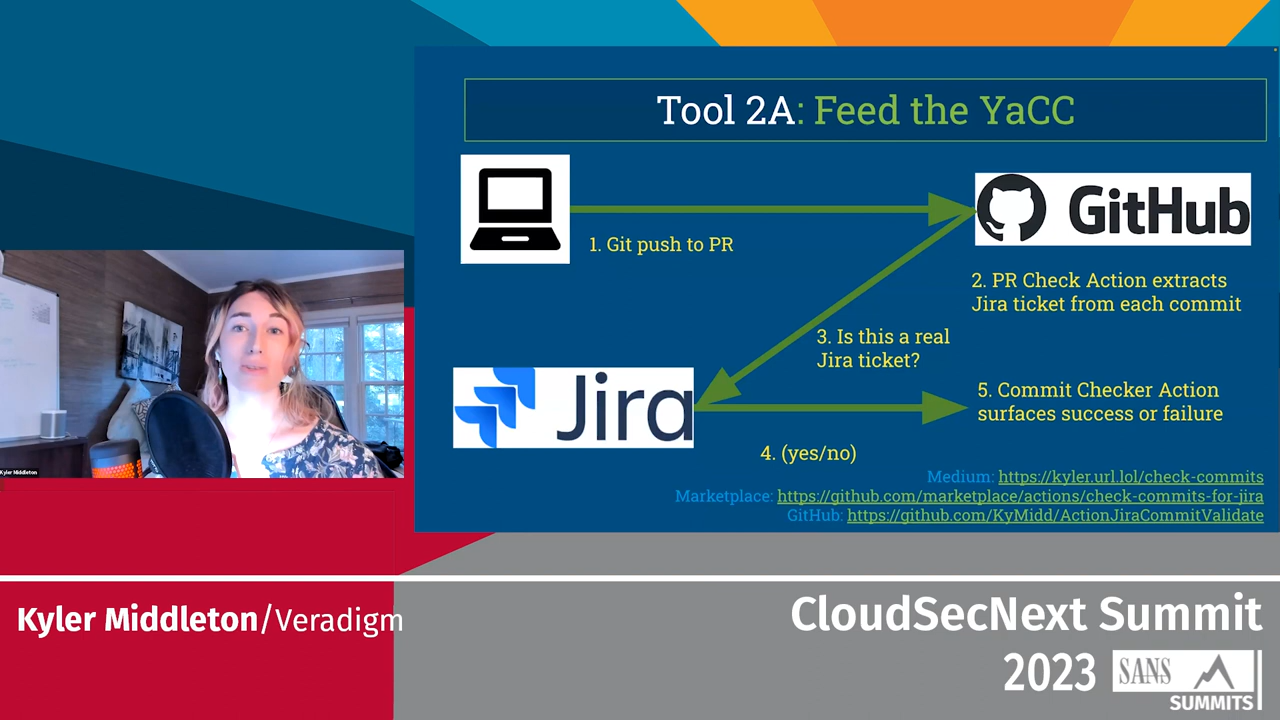 Tool 2A: Feed the YaCC
GitHub
1. Git push to PR
2. PR Check Action extracts
Jira ticket from each commit
3. Is this a real
Jira ticket?
Jira
5. Commit Checker Action
surfaces success or failure
4. (yes/no)
Medium: https://kyler.url.lol/check-commits
Marketplace: https://github.com/marketplace/actions/check-commits-for-jira
GitHub: https://github.com/KyMidd/ActionJiraCommitValidate
Kyler Middleton
Kyler Middleton/Veradigm
CloudSecNext Summit
2023
SANS
SUMMITS